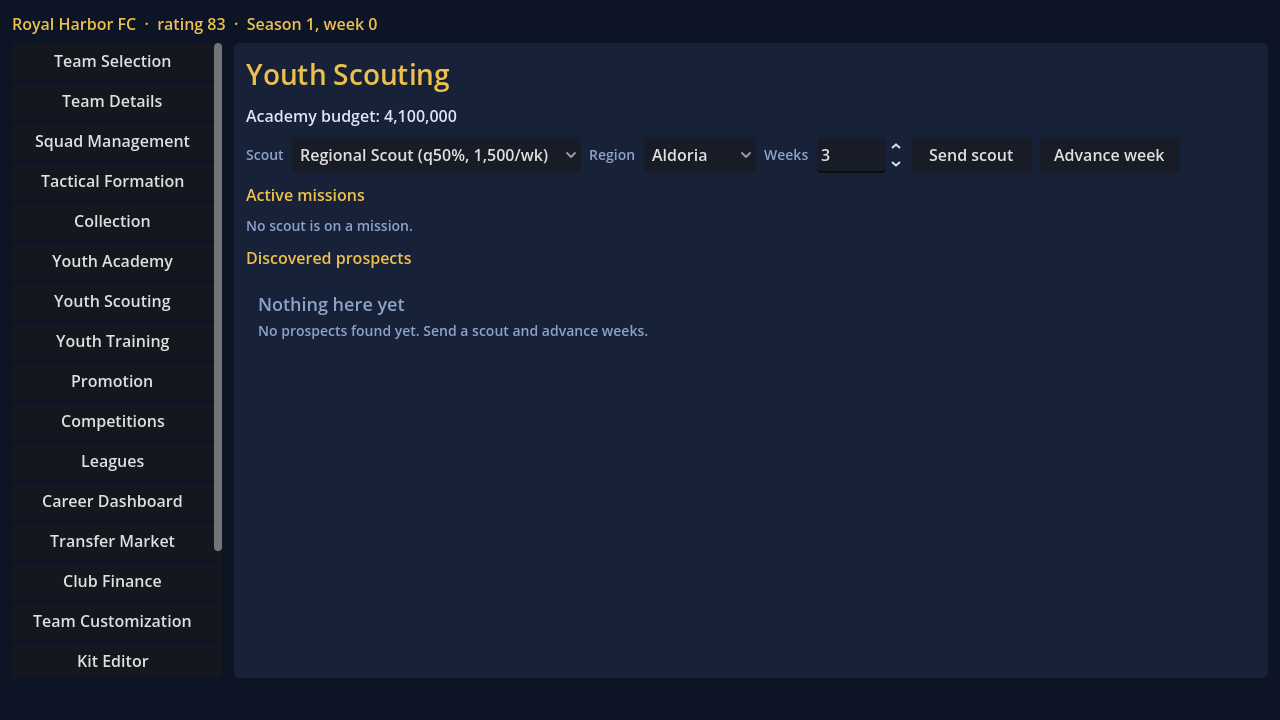 Royal Harbor FC · rating 83 · Season 1, week 0
Team Selection
Team Details
Squad Management
Tactical Formation
Collection
Youth Academy
Youth Scouting
Youth Training
Promotion
Competitions
Leagues
Career Dashboard
Transfer Market
Club Finance
Team Customization
Kit Editor
Youth Scouting
Academy budget: 4,100,000
Scout Regional Scout (q50%, 1,500/wk) Region Aldoria Weeks 3 Send scout Advance week
Active missions
No scout is on a mission.
Discovered prospects
Nothing here yet
No prospects found yet. Send a scout and advance weeks.